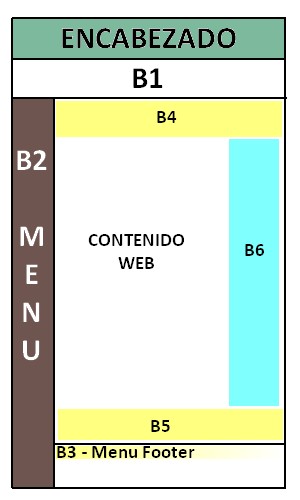 ENCABEZADO
B1
B2
M
E
N
U
B4
CONTENIDO
WEB
B6
B5
B3 - Menu Footer